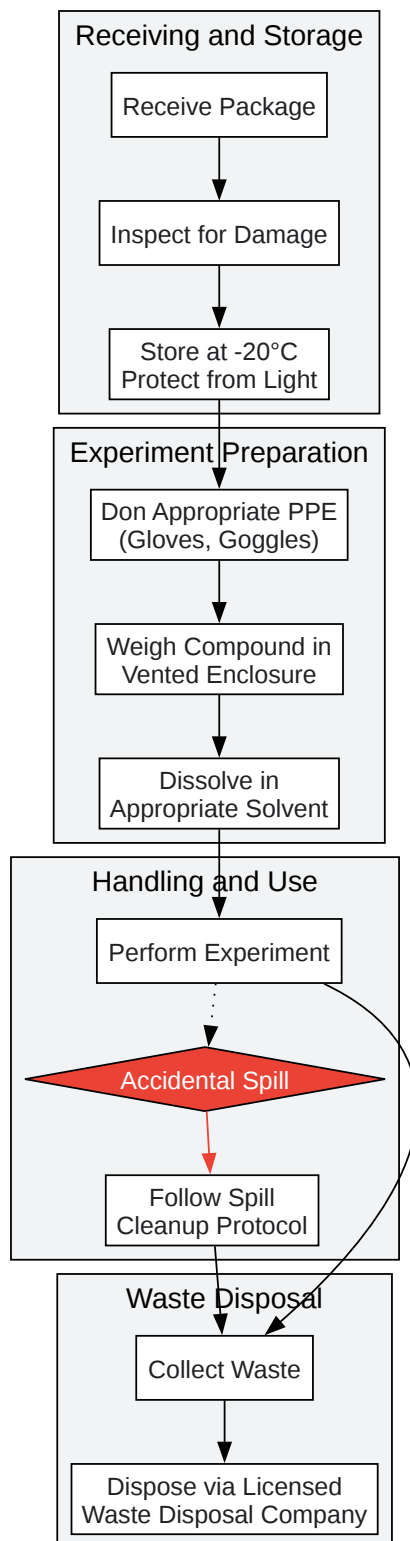 Receiving and Storage
Receive Package
Inspect for Damage
Store at -20°C
Protect from Light
Experiment Preparation
Don Appropriate PPE
(Gloves, Goggles)
Weigh Compound in
Vented Enclosure
Dissolve in
Appropriate Solvent
Handling and Use
Perform Experiment
Accidental Spill
Follow Spill
Cleanup Protocol
Waste Disposal
Collect Waste
Dispose via Licensed
Waste Disposal Company